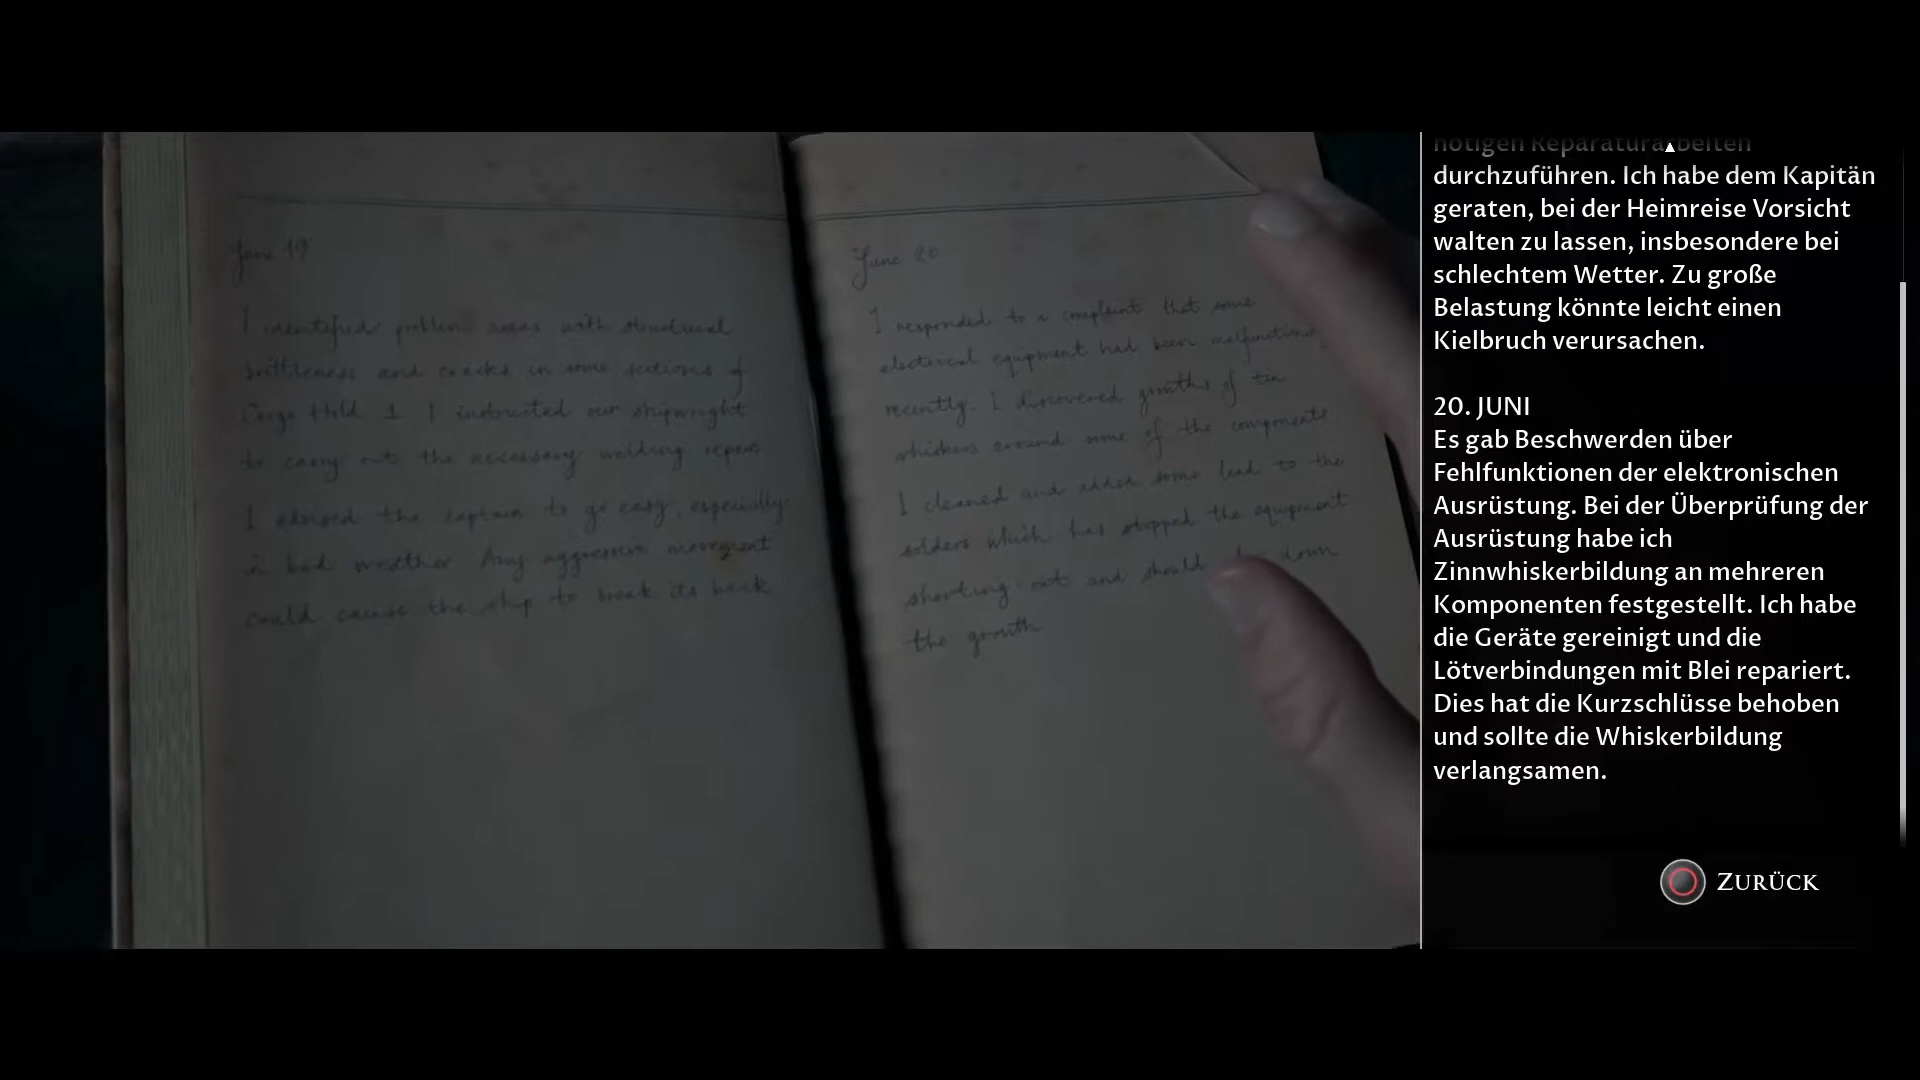 June 19
I identified problem areas with structural
brittleness and cracks in some sections of
Cargo Hold 1. I instructed our shipwright
to carry out the necessary welding repairs
I advised the captain to go easy, especially
in bad weather. Any aggressive movement
could cause the ship to break its back
June 20
I responded to a complaint that some
electrical equipment had been malfunctioning
recently. I discovered growths of tin
whiskers around some of the components.
I cleaned and added some lead to the
solders which has stopped the equipment
shorting out and should down
the growth
nötigen Reparaturarbeiten
durchzuführen. Ich habe dem Kapitän
geraten, bei der Heimreise Vorsicht
walten zu lassen, insbesondere bei
schlechtem Wetter. Zu große
Belastung könnte leicht einen
Kielbruch verursachen.
20. JUNI
Es gab Beschwerden über
Fehlfunktionen der elektronischen
Ausrüstung. Bei der Überprüfung der
Ausrüstung habe ich
Zinnwhiskerbildung an mehreren
Komponenten festgestellt. Ich habe
die Geräte gereinigt und die
Lötverbindungen mit Blei repariert.
Dies hat die Kurzschlüsse behoben
und sollte die Whiskerbildung
verlangsamen.
ZURÜCK